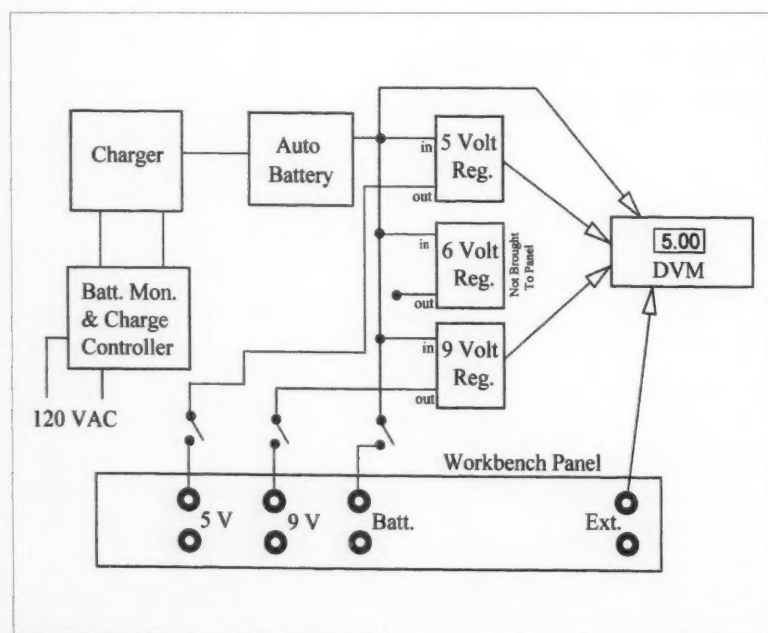 Charger
Auto
Battery
in
5 Volt
Reg.
out
in
6 Volt
Reg.
out
Not Brought
To Panel
5.00
DVM
Batt. Mon.
& Charge
Controller
in
9 Volt
Reg.
out
120 VAC
Workbench Panel
5 V
9 V
Batt.
Ext.